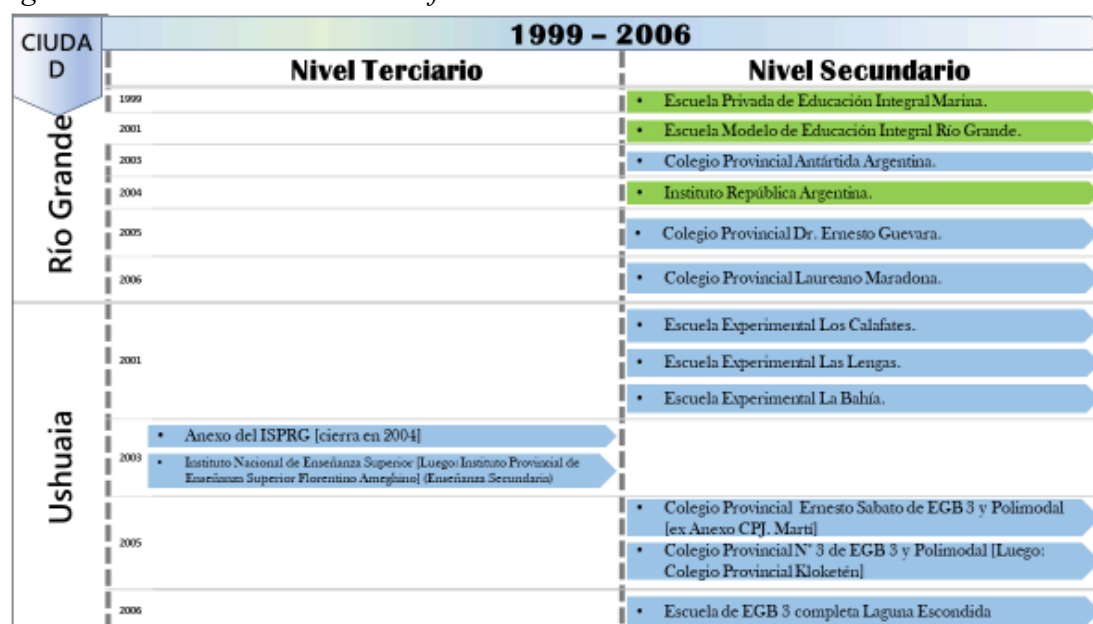 CIUDA
D
1999 – 2006
Nivel Terciario
Nivel Secundario
Río Grande
1999
• Escuela Privada de Educación Integral Marina.
2001
• Escuela Modelo de Educación Integral Río Grande.
2003
• Colegio Provincial Antártida Argentina.
2004
• Instituto República Argentina.
2005
• Colegio Provincial Dr. Ernesto Guevara.
2006
• Colegio Provincial Laureano Maradona.
Ushuaia
2001
• Escuela Experimental Los Calafates.
• Escuela Experimental Las Lengas.
• Escuela Experimental La Bahía.
2003
• Anexo del ISPRG [cierra en 2004]
• Instituto Nacional de Enseñanza Superior [Luego: Instituto Provincial de
Enseñanza Superior Florentino Ameghino] (Enseñanza Secundaria)
2005
• Colegio Provincial Ernesto Sabato de EGB 3 y Polimodal
[ex Anexo CPJ. Martí]
• Colegio Provincial N° 3 de EGB 3 y Polimodal [Luego:
Colegio Provincial Kloketén]
2006
• Escuela de EGB 3 completa Laguna Escondida